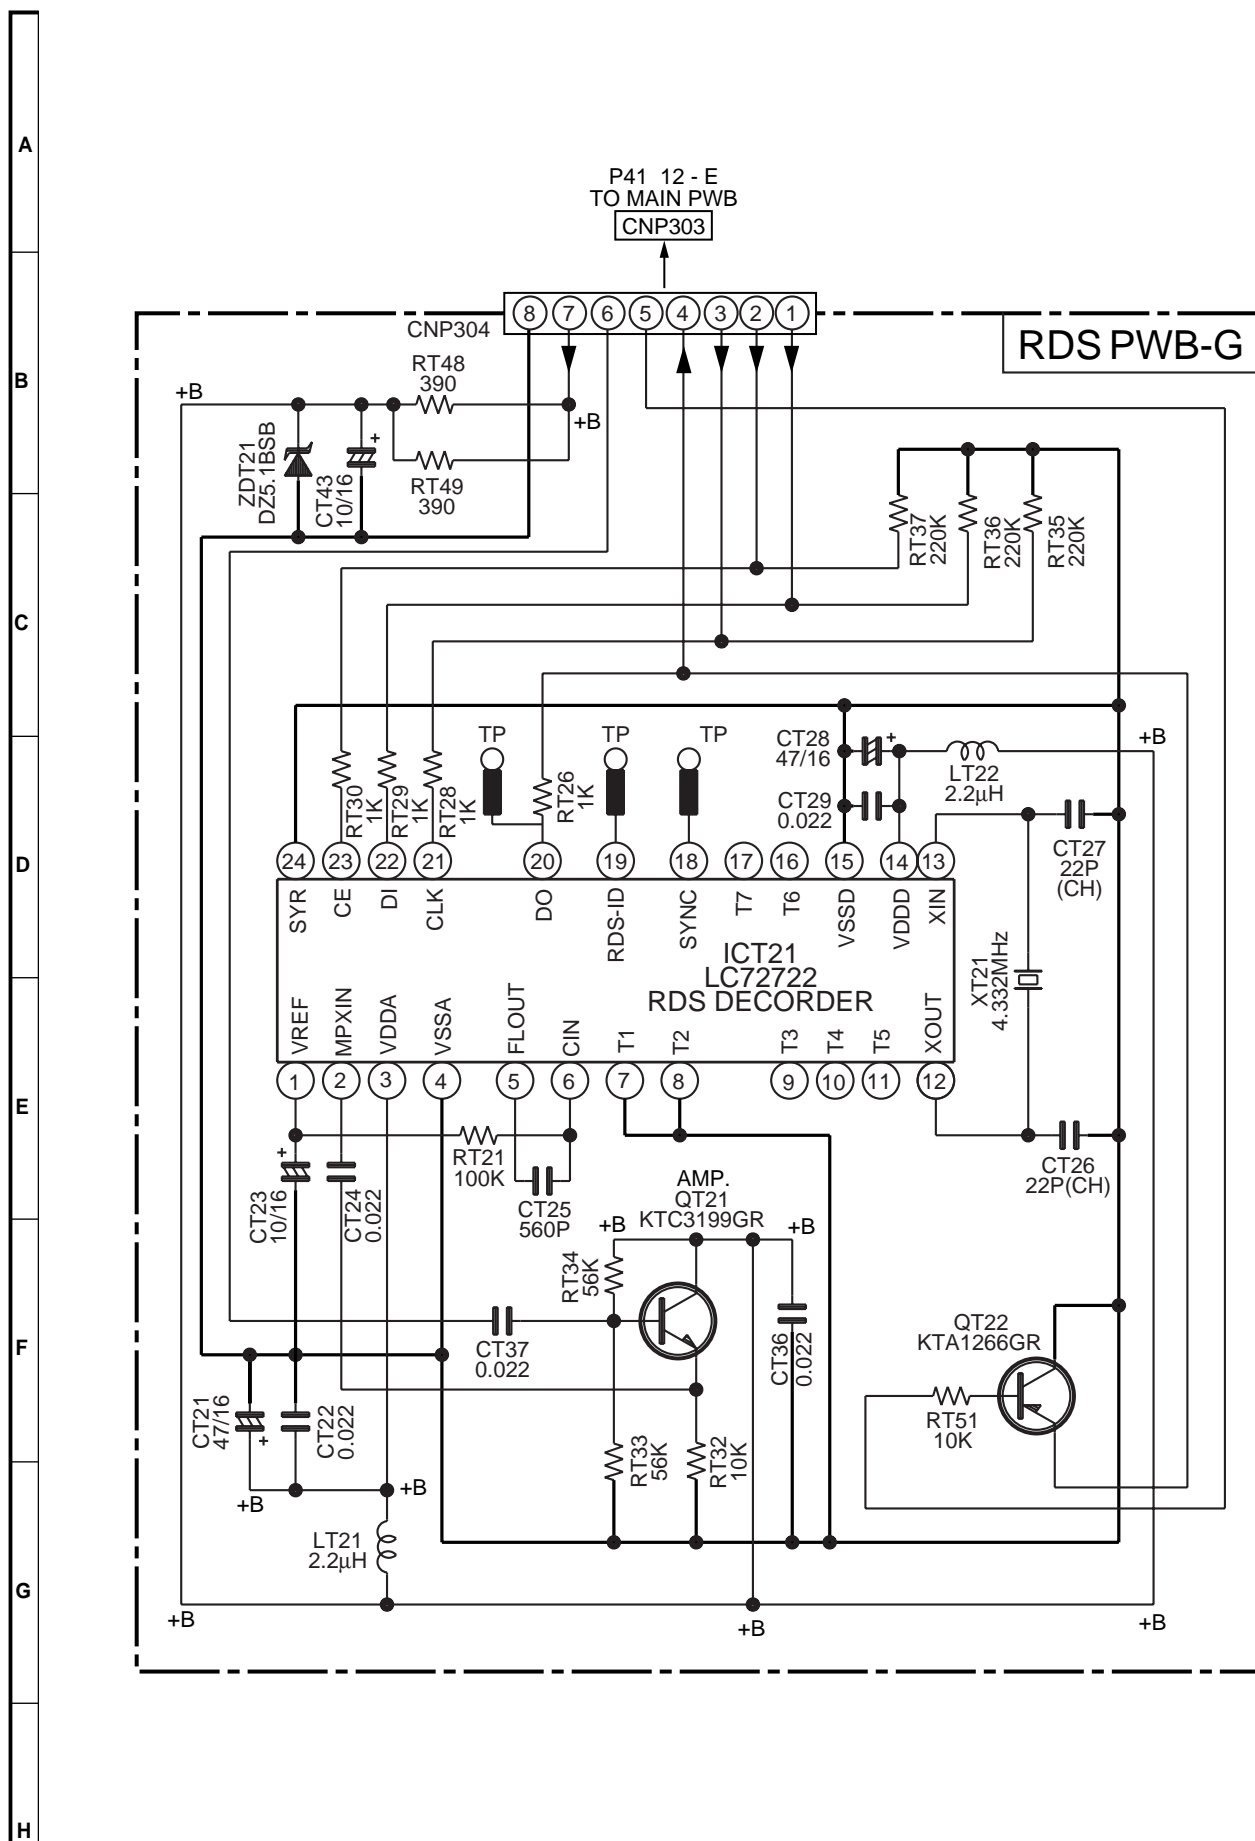 A
P41 12 - E
TO MAIN PWB
CNP303
8 7 6 5 4 3 2 1
CNP304
RDS PWB-G
B
RT48
390
+B
+B
ZDT21
DZ5.1BSB
CT43
10/16
+
RT49
390
RT37
220K
RT36
220K
RT35
220K
C
TP
TP
TP
CT28
47/16
+
+B
LT22
2.2µH
RT30
1K
RT29
1K
RT28
1K
RT26
1K
CT29
0.022
CT27
22P
(CH)
D
24 23 22 21 20 19 18 17 16 15 14 13
SYR
CE
DI
CLK
DO
RDS-ID
SYNC
T7
T6
VSSD
VDDD
XIN
ICT21
LC72722
RDS DECORDER
XT21
4.332MHz
VREF
MPXIN
VDDA
VSSA
FLOUT
CIN
T1
T2
T3
T4
T5
XOUT
1 2 3 4 5 6 7 8 9 10 11 12
E
+
RT21
100K
CT26
22P(CH)
CT23
10/16
CT24
0.022
CT25
560P
AMP.
QT21
KTC3199GR
+B
+B
RT34
56K
F
CT37
0.022
CT36
0.022
QT22
KTA1266GR
CT21
47/16
+
CT22
0.022
RT33
56K
RT32
10K
RT51
10K
+B
+B
LT21
2.2µH
G
+B
+B
+B
H